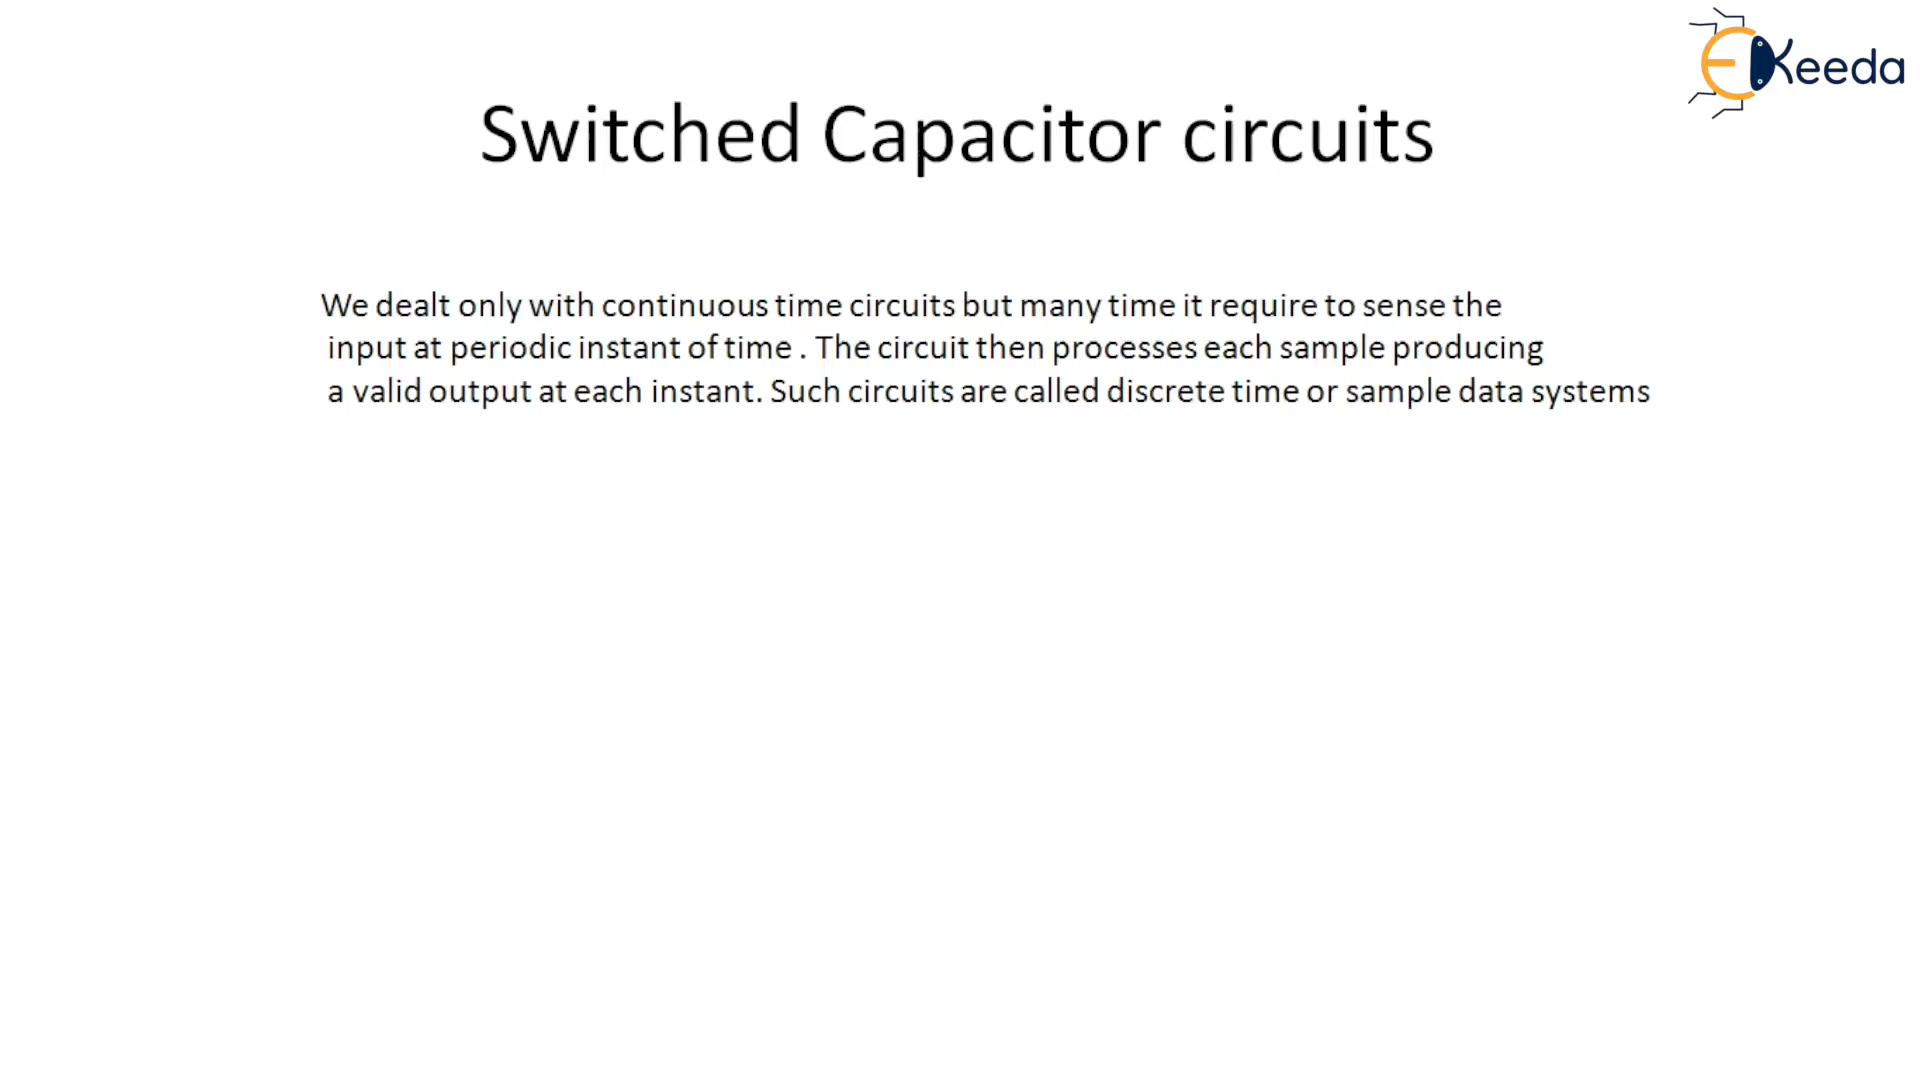 EKeeda
Switched Capacitor circuits
We dealt only with continuous time circuits but many time it require to sense the
input at periodic instant of time . The circuit then processes each sample producing
a valid output at each instant. Such circuits are called discrete time or sample data systems